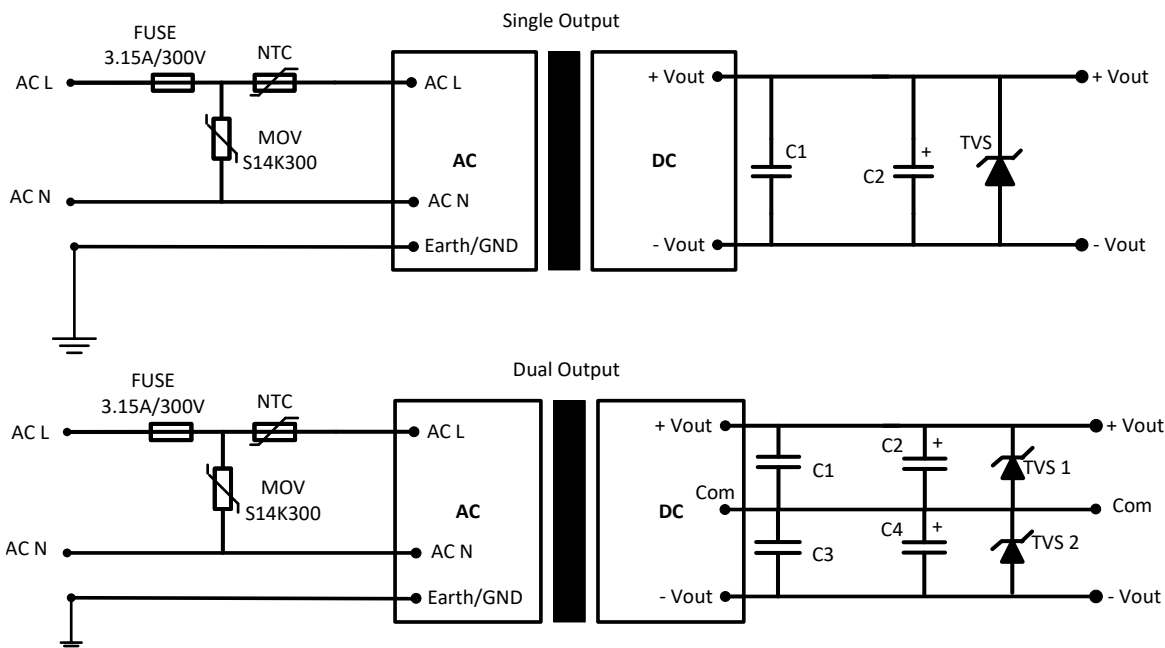 Single Output
FUSE
3.15A/300V
NTC
AC L
AC L
+ Vout
+ Vout
MOV
S14K300
AC
DC
C1
C2
+
TVS
AC N
AC N
Earth/GND
- Vout
- Vout
Dual Output
FUSE
3.15A/300V
NTC
AC L
AC L
+ Vout
+ Vout
C2
+
C1
TVS 1
MOV
S14K300
AC
DC
Com
Com
C4
+
TVS 2
C3
AC N
AC N
Earth/GND
- Vout
- Vout